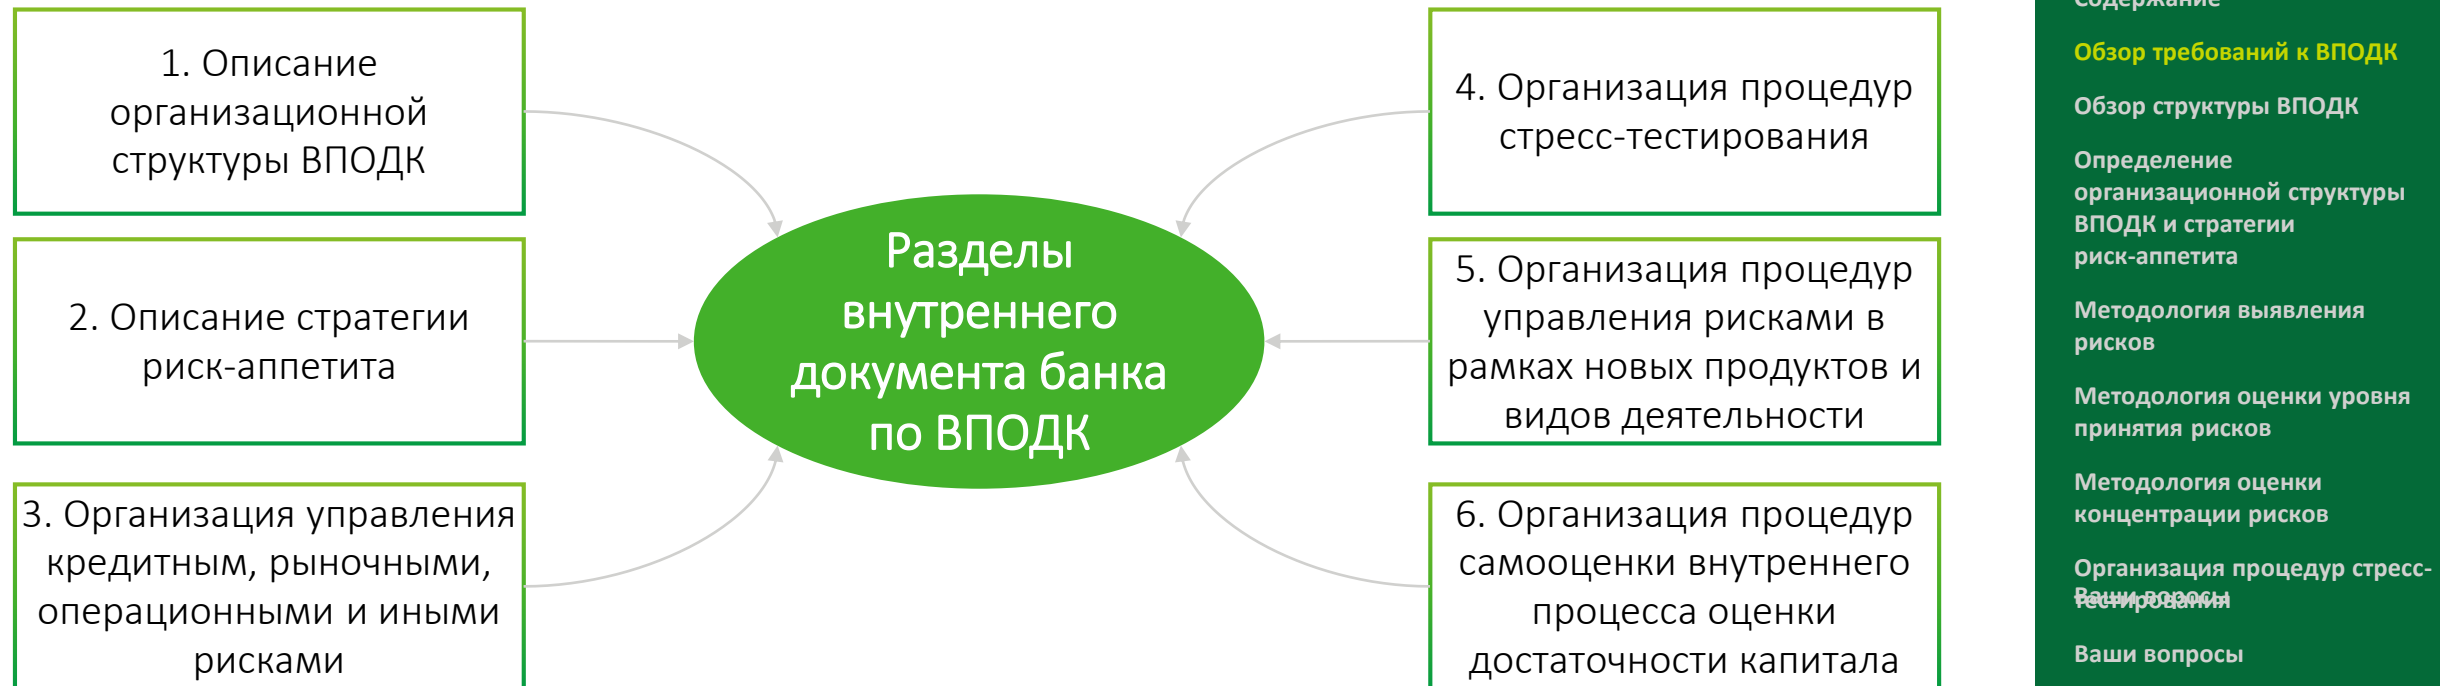 1. Описание
организационной
структуры ВПОДК
2. Описание стратегии
риск-аппетита
3. Организация управления
кредитным, рыночными,
операционными и иными
рисками
Разделы
внутреннего
документа банка
по ВПОДК
4. Организация процедур
стресс-тестирования
5. Организация процедур
управления рисками в
рамках новых продуктов и
видов деятельности
6. Организация процедур
самооценки внутреннего
процесса оценки
достаточности капитала
Содержание
Обзор требований к ВПОДК
Обзор структуры ВПОДК
Определение
организационной структуры
ВПОДК и стратегии
риск-аппетита
Методология выявления
рисков
Методология оценки уровня
принятия рисков
Методология оценки
концентрации рисков
Организация процедур стресс-
тестирования
Ваши вопросы
Ваши вопросы